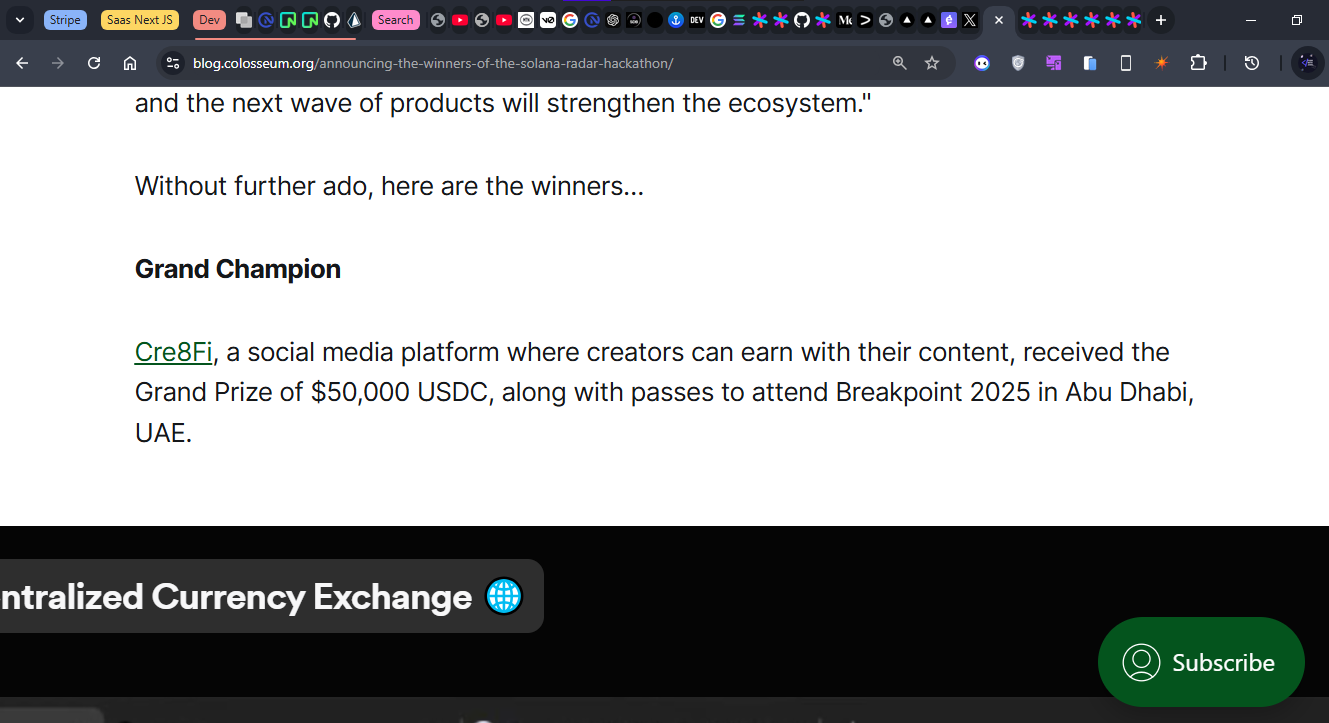 Stripe
Saas Next JS
Dev
Search
DEV
blog.colosseum.org/announcing-the-winners-of-the-solana-radar-hackathon/
and the next wave of products will strengthen the ecosystem."
Without further ado, here are the winners...
Grand Champion
Cre8Fi, a social media platform where creators can earn with their content, received the
Grand Prize of $50,000 USDC, along with passes to attend Breakpoint 2025 in Abu Dhabi,
UAE.
ntralized Currency Exchange
Subscribe